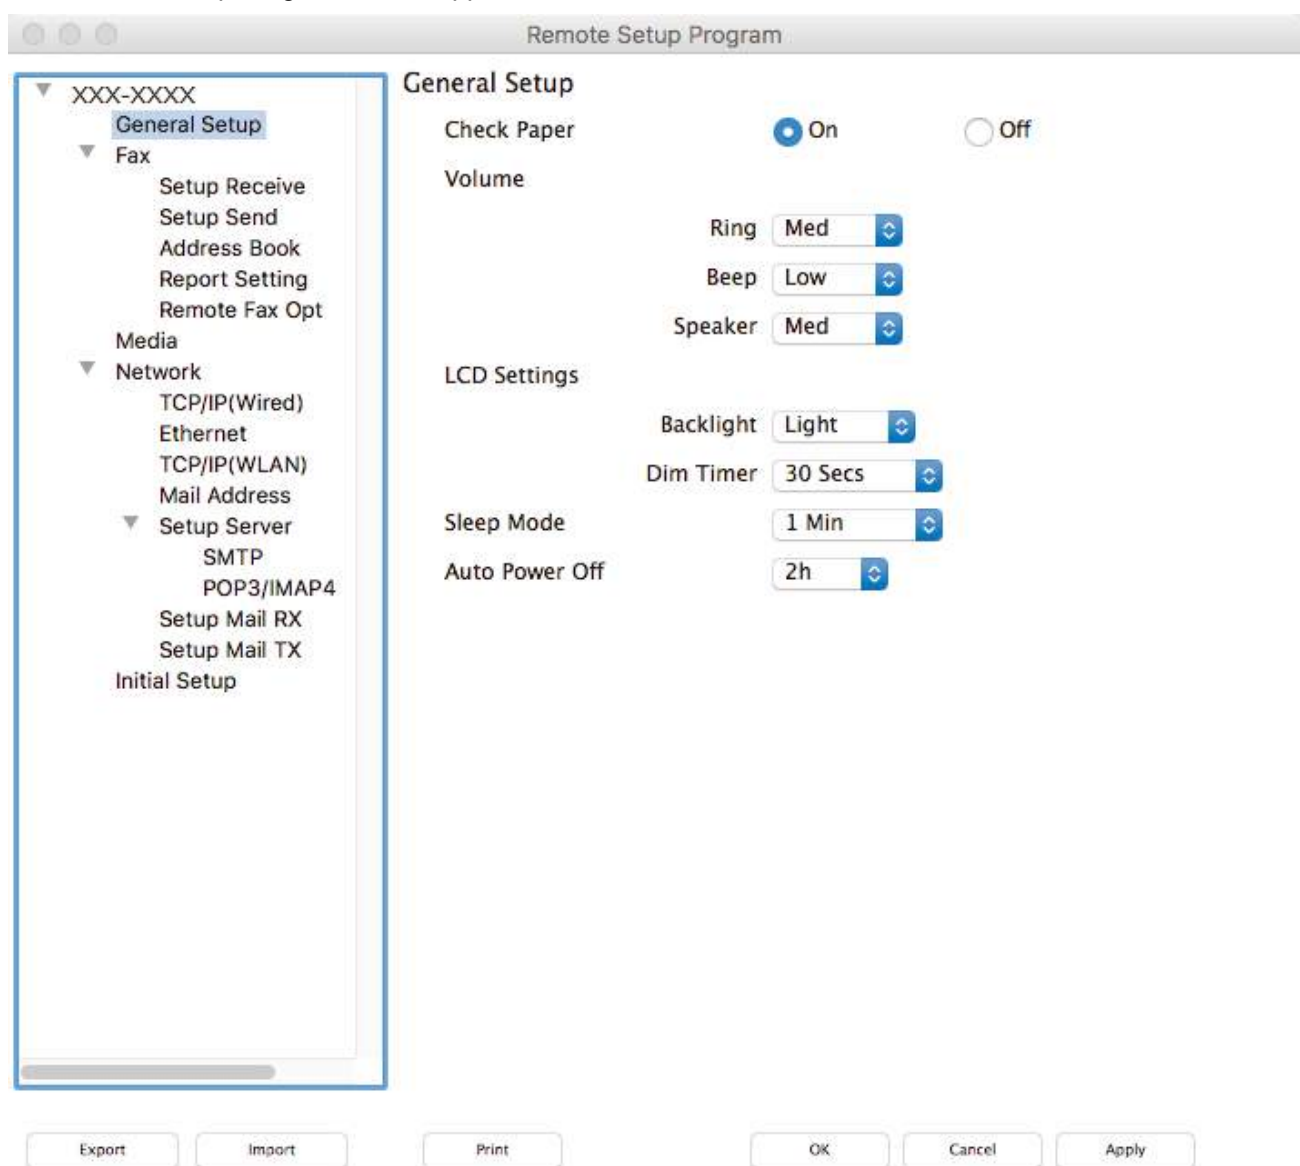 Remote Setup Program
XXX-XXXX
General Setup
Fax
Setup Receive
Setup Send
Address Book
Report Setting
Remote Fax Opt
Media
Network
TCP/IP(Wired)
Ethernet
TCP/IP(WLAN)
Mail Address
Setup Server
SMTP
POP3/IMAP4
Setup Mail RX
Setup Mail TX
Initial Setup
General Setup
Check Paper On Off
Volume
Ring Med
Beep Low
Speaker Med
LCD Settings
Backlight Light
Dim Timer 30 Secs
Sleep Mode 1 Min
Auto Power Off 2h
Export Import Print OK Cancel Apply